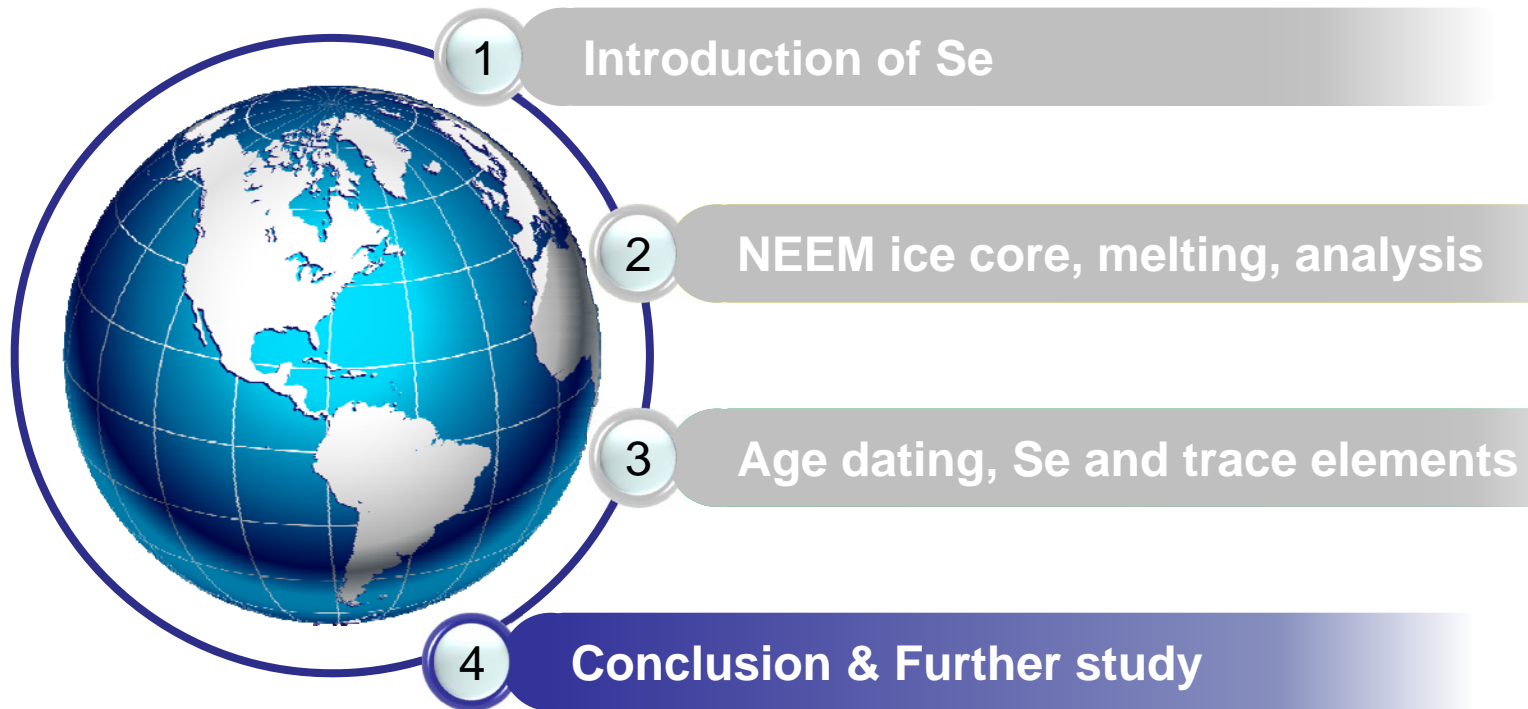 1 Introduction of Se
2 NEEM ice core, melting, analysis
3 Age dating, Se and trace elements
4 Conclusion & Further study